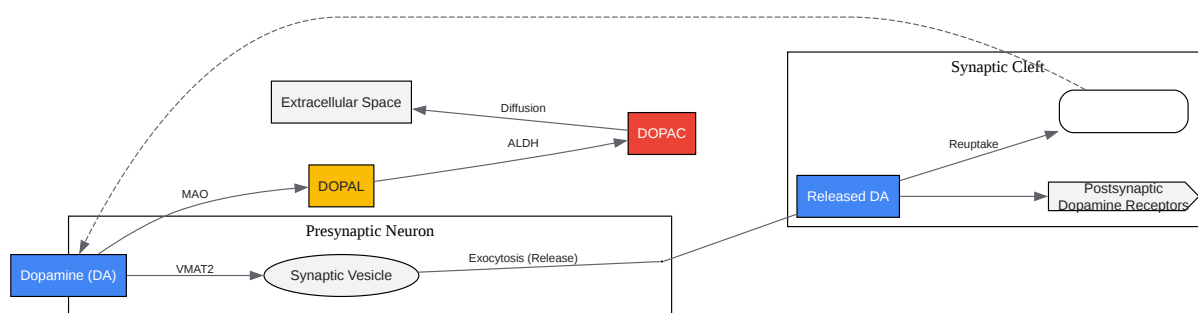 Synaptic Cleft
Extracellular Space
Diffusion
DOPAC
ALDH
Reuptake
MAO
DOPAL
Released DA
Postsynaptic
Dopamine Receptors
Presynaptic Neuron
Dopamine (DA)
VMAT2
Synaptic Vesicle
Exocytosis (Release)